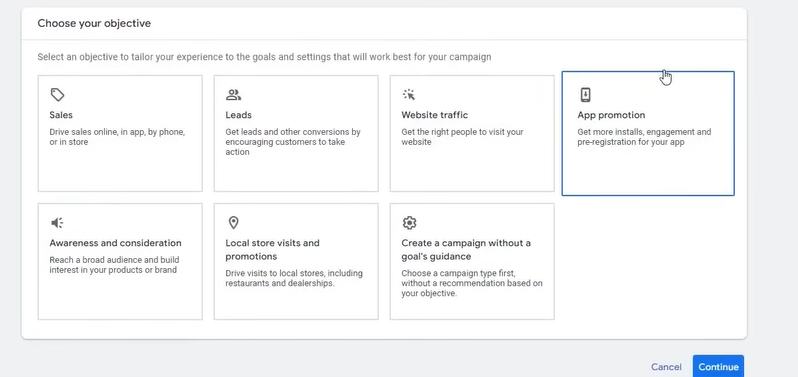 Choose your objective
Select an objective to tailor your experience to the goals and settings that will work best for your campaign
Sales
Drive sales online, in app, by phone,
or in store
Leads
Get leads and other conversions by
encouraging customers to take
action
Website traffic
Get the right people to visit your
website
App promotion
Get more installs, engagement and
pre-registration for your app
Awareness and consideration
Reach a broad audience and build
interest in your products or brand
Local store visits and
promotions
Drive visits to local stores, including
restaurants and dealerships.
Create a campaign without a
goal's guidance
Choose a campaign type first,
without a recommendation based on
your objective.
Cancel
Continue